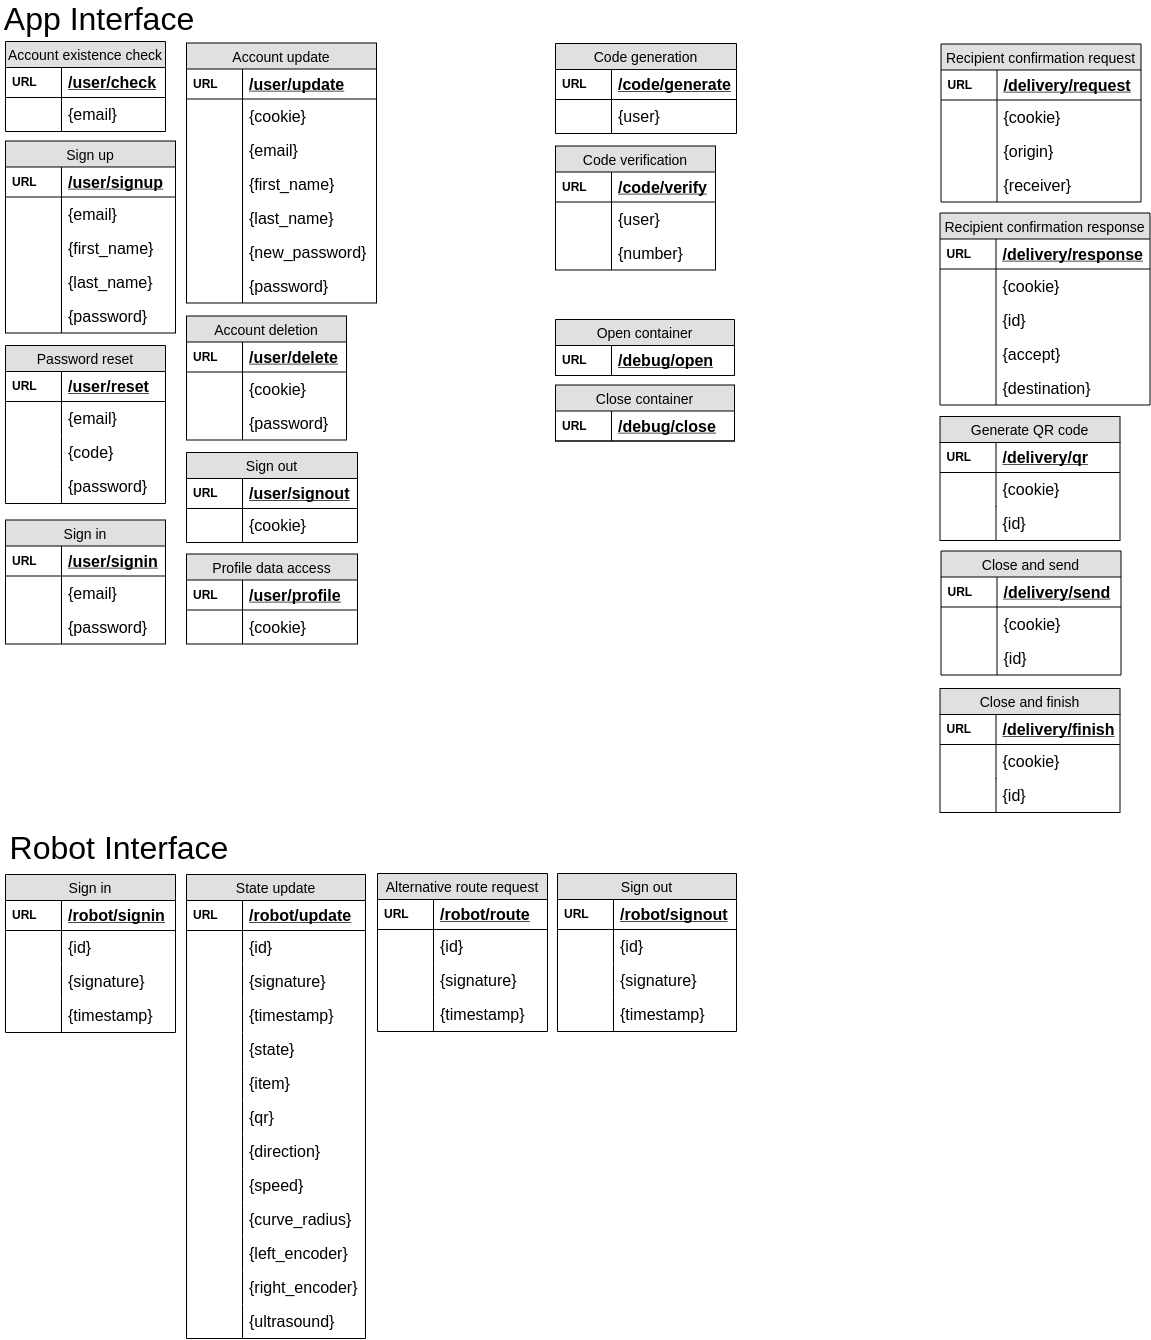 App Interface
Account existence check
URL /user/check
{email}
Sign up
URL /user/signup
{email}
{first_name}
{last_name}
{password}
Password reset
URL /user/reset
{email}
{code}
{password}
Sign in
URL /user/signin
{email}
{password}
Account update
URL /user/update
{cookie}
{email}
{first_name}
{last_name}
{new_password}
{password}
Account deletion
URL /user/delete
{cookie}
{password}
Sign out
URL /user/signout
{cookie}
Profile data access
URL /user/profile
{cookie}
Code generation
URL /code/generate
{user}
Code verification
URL /code/verify
{user}
{number}
Open container
URL /debug/open
Close container
URL /debug/close
Recipient confirmation request
URL /delivery/request
{cookie}
{origin}
{receiver}
Recipient confirmation response
URL /delivery/response
{cookie}
{id}
{accept}
{destination}
Generate QR code
URL /delivery/qr
{cookie}
{id}
Close and send
URL /delivery/send
{cookie}
{id}
Close and finish
URL /delivery/finish
{cookie}
{id}
Robot Interface
Sign in
URL /robot/signin
{id}
{signature}
{timestamp}
State update
URL /robot/update
{id}
{signature}
{timestamp}
{state}
{item}
{qr}
{direction}
{speed}
{curve_radius}
{left_encoder}
{right_encoder}
{ultrasound}
Alternative route request
URL /robot/route
{id}
{signature}
{timestamp}
Sign out
URL /robot/signout
{id}
{signature}
{timestamp}